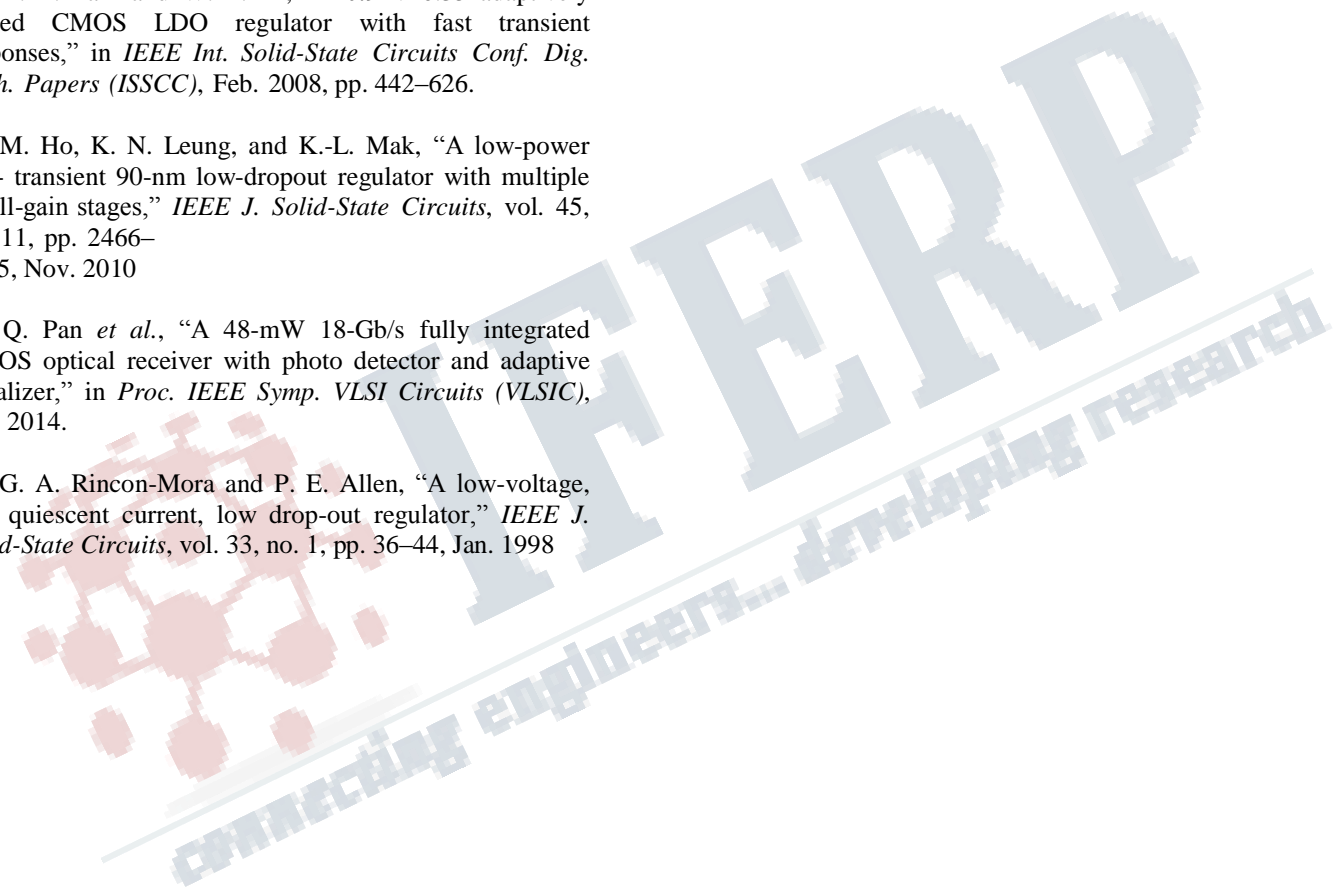 ed CMOS LDO regulator with fast transient
onses,” in IEEE Int. Solid-State Circuits Conf. Dig.
h. Papers (ISSCC), Feb. 2008, pp. 442–626.
M. Ho, K. N. Leung, and K.-L. Mak, “A low-power
- transient 90-nm low-dropout regulator with multiple
ll-gain stages,” IEEE J. Solid-State Circuits, vol. 45,
11, pp. 2466–
5, Nov. 2010
Q. Pan et al., “A 48-mW 18-Gb/s fully integrated
OS optical receiver with photo detector and adaptive
alizer,” in Proc. IEEE Symp. VLSI Circuits (VLSIC),
2014.
G. A. Rincon-Mora and P. E. Allen, “A low-voltage,
quiescent current, low drop-out regulator,” IEEE J.
d-State Circuits, vol. 33, no. 1, pp. 36–44, Jan. 1998
IFERP
connecting engineers... developing research